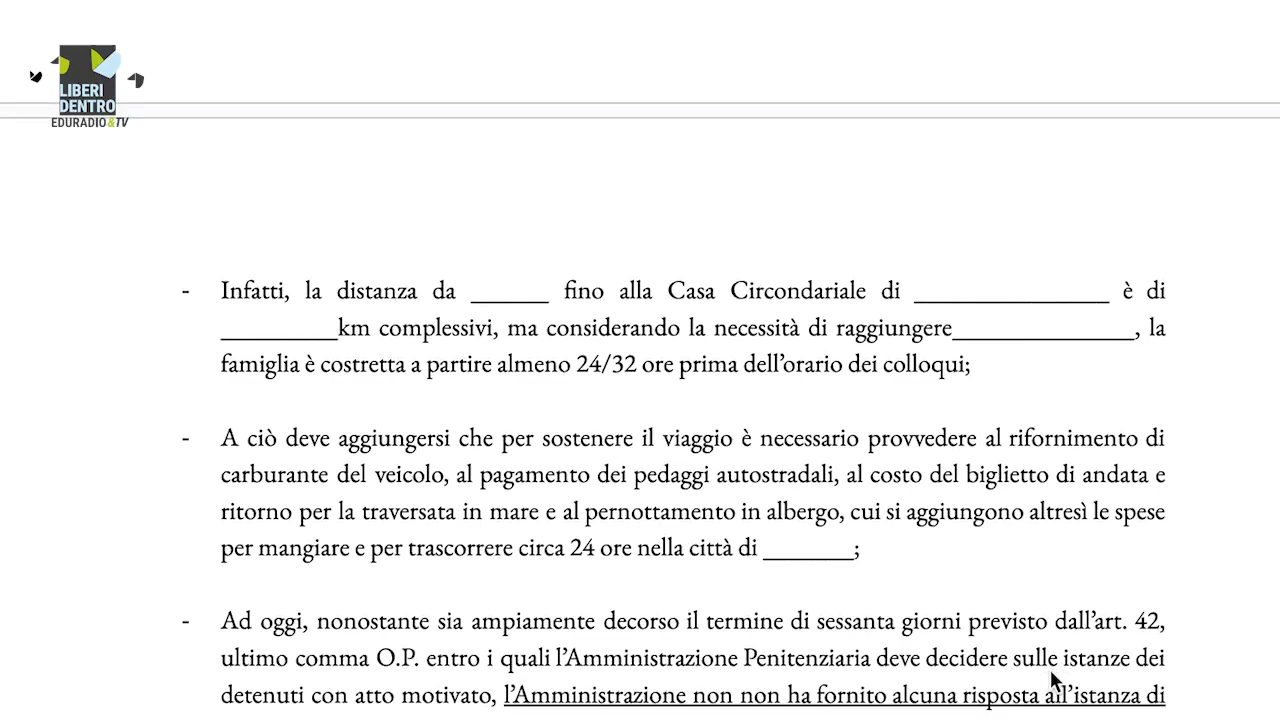 LIBERI
DENTRO
EDURADIO&TV
- Infatti, la distanza da ______ fino alla Casa Circondariale di _______________ è di
_________km complessivi, ma considerando la necessità di raggiungere______________, la
famiglia è costretta a partire almeno 24/32 ore prima dell'orario dei colloqui;
- A ciò deve aggiungersi che per sostenere il viaggio è necessario provvedere al rifornimento di
carburante del veicolo, al pagamento dei pedaggi autostradali, al costo del biglietto di andata e
ritorno per la traversata in mare e al pernottamento in albergo, cui si aggiungono altresì le spese
per mangiare e per trascorrere circa 24 ore nella città di _______;
- Ad oggi, nonostante sia ampiamente decorso il termine di sessanta giorni previsto dall'art. 42,
ultimo comma O.P. entro i quali l'Amministrazione Penitenziaria deve decidere sulle istanze dei
detenuti con atto motivato, l'Amministrazione non non ha fornito alcuna risposta all'istanza di